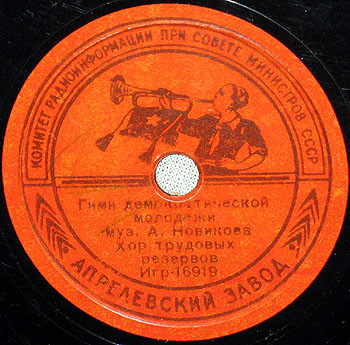 КОМИТЕТ РАДИОИНФОРМАЦИИ ПРИ СОВЕТЕ МИНИСТРОВ СССР
Гимн демократической
молодежи
муз. А. Новикова
хор трудовых
резервов
Игр-16919
АПРЕЛЕВСКИЙ ЗАВОД